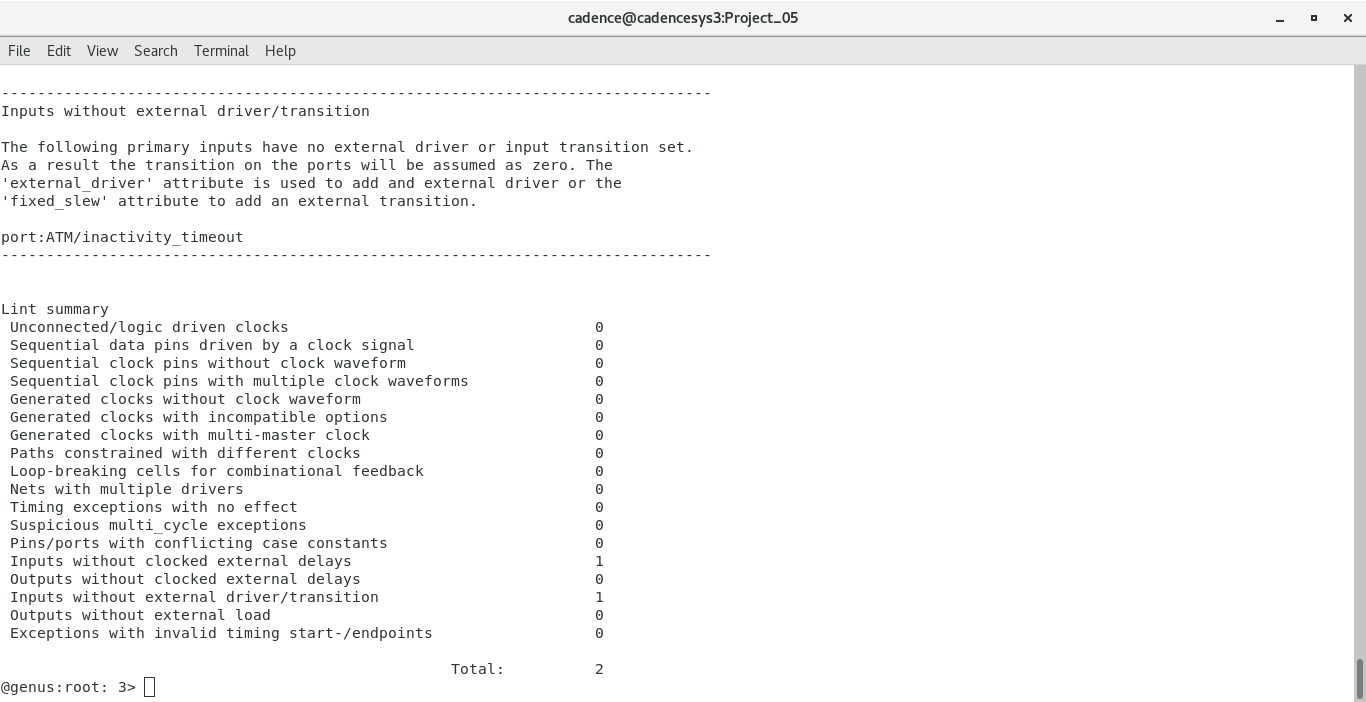 cadence@cadencesys3:Project_05
File Edit View Search Terminal Help
-------------------------------------------------------------------------------
Inputs without external driver/transition
The following primary inputs have no external driver or input transition set.
As a result the transition on the ports will be assumed as zero. The
'external_driver' attribute is used to add and external driver or the
'fixed_slew' attribute to add an external transition.
port:ATM/inactivity_timeout
-------------------------------------------------------------------------------
Lint summary
Unconnected/logic driven clocks 0
Sequential data pins driven by a clock signal 0
Sequential clock pins without clock waveform 0
Sequential clock pins with multiple clock waveforms 0
Generated clocks without clock waveform 0
Generated clocks with incompatible options 0
Generated clocks with multi-master clock 0
Paths constrained with different clocks 0
Loop-breaking cells for combinational feedback 0
Nets with multiple drivers 0
Timing exceptions with no effect 0
Suspicious multi_cycle exceptions 0
Pins/ports with conflicting case constants 0
Inputs without clocked external delays 1
Outputs without clocked external delays 0
Inputs without external driver/transition 1
Outputs without external load 0
Exceptions with invalid timing start-/endpoints 0
Total: 2
@genus:root: 3>